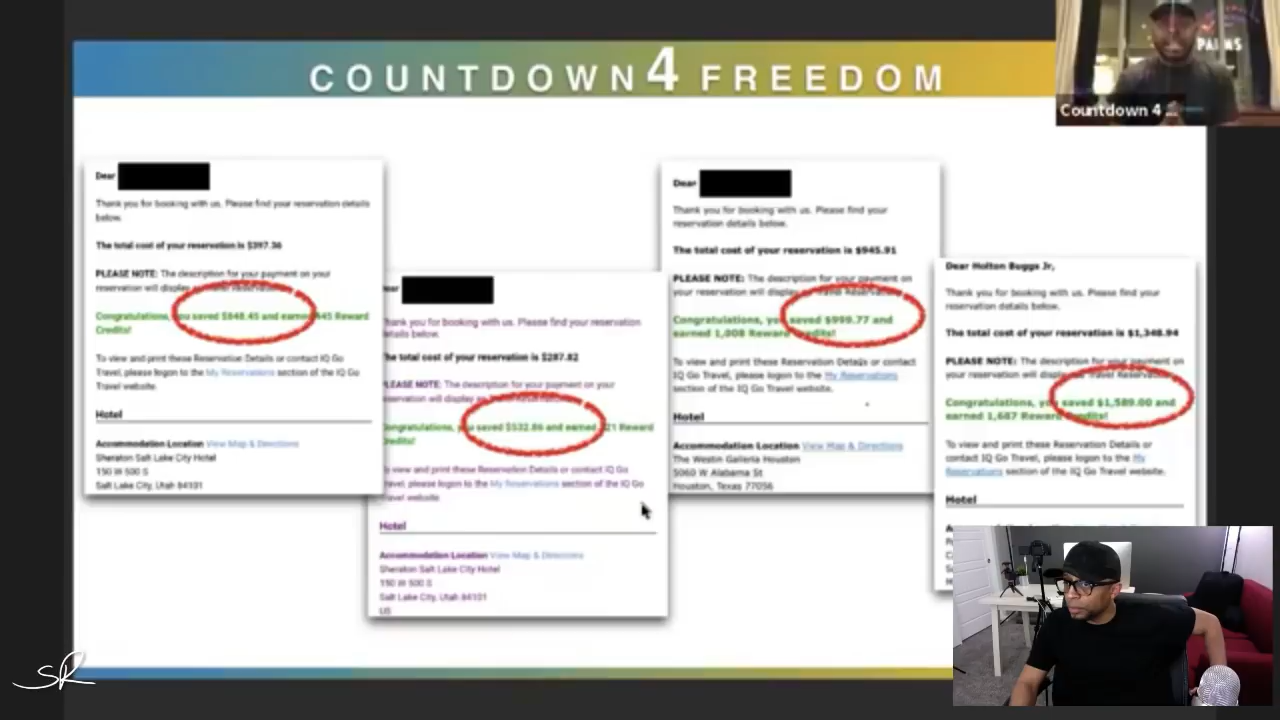 COUNTDOWN 4 FREEDOM
PALMS
Countdown 4 ...
Dear
Thank you for booking with us. Please find your reservation details
below.
The total cost of your reservation is $397.36
PLEASE NOTE: The description for your payment on your
reservation will display as Travel Reservation
Congratulations, you saved $848.45 and earned 445 Reward
Credits!
To view and print these Reservation Details or contact IQ Go
Travel, please logon to the My Reservations section of the IQ Go
Travel website.
Hotel
Accommodation Location View Map & Directions
Sheraton Salt Lake City Hotel
150 W 500 S
Salt Lake City, Utah 84101
Dear
Thank you for booking with us. Please find your reservation
details below.
The total cost of your reservation is $287.82
PLEASE NOTE: The description for your payment on your
reservation will display
Congratulations, you saved $532.86 and earned 21 Reward
Credits!
To view and print these Reservation Details or contact IQ Go
Travel, please logon to the My Reservations section of the IQ Go
Travel website
Hotel
Accommodation Location View Map & Directions
Sheraton Salt Lake City Hotel
150 W 500 S
Salt Lake City, Utah 84101
US
Dear
Thank you for booking with us. Please find your
reservation details below.
The total cost of your reservation is $945.91
PLEASE NOTE: The description for your payment on
your reservation will display as Travel Reservation
Congratulations, you saved $999.77 and
earned 1,008 Reward Credits!
To view and print these Reservation Details or contact
IQ Go Travel, please logon to the My Reservations
section of the IQ Go Travel website.
Hotel
Accommodation Location View Map & Directions
The Westin Galleria Houston
5060 W Alabama St
Houston, Texas 77056
Dear Holton Buggs Jr,
Thank you for booking with us. Please find your
reservation details below.
The total cost of your reservation is $1,348.94
PLEASE NOTE: The description for your payment on
your reservation will display as Travel Reservation
Congratulations, you saved $1,589.00 and
earned 1,687 Reward Credits!
To view and print these Reservation Details or
contact IQ Go Travel, please logon to the My
Reservations section of the IQ Go Travel website.
Hotel
SR